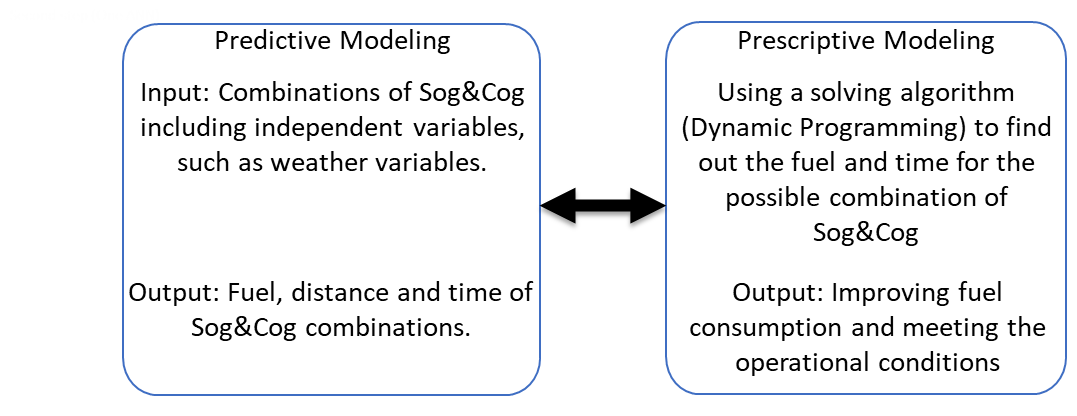 Predictive Modeling
Input: Combinations of Sog&Cog
including independent variables,
such as weather variables.
Output: Fuel, distance and time of
Sog&Cog combinations.
Prescriptive Modeling
Using a solving algorithm
(Dynamic Programming) to find
out the fuel and time for the
possible combination of
Sog&Cog
Output: Improving fuel
consumption and meeting the
operational conditions